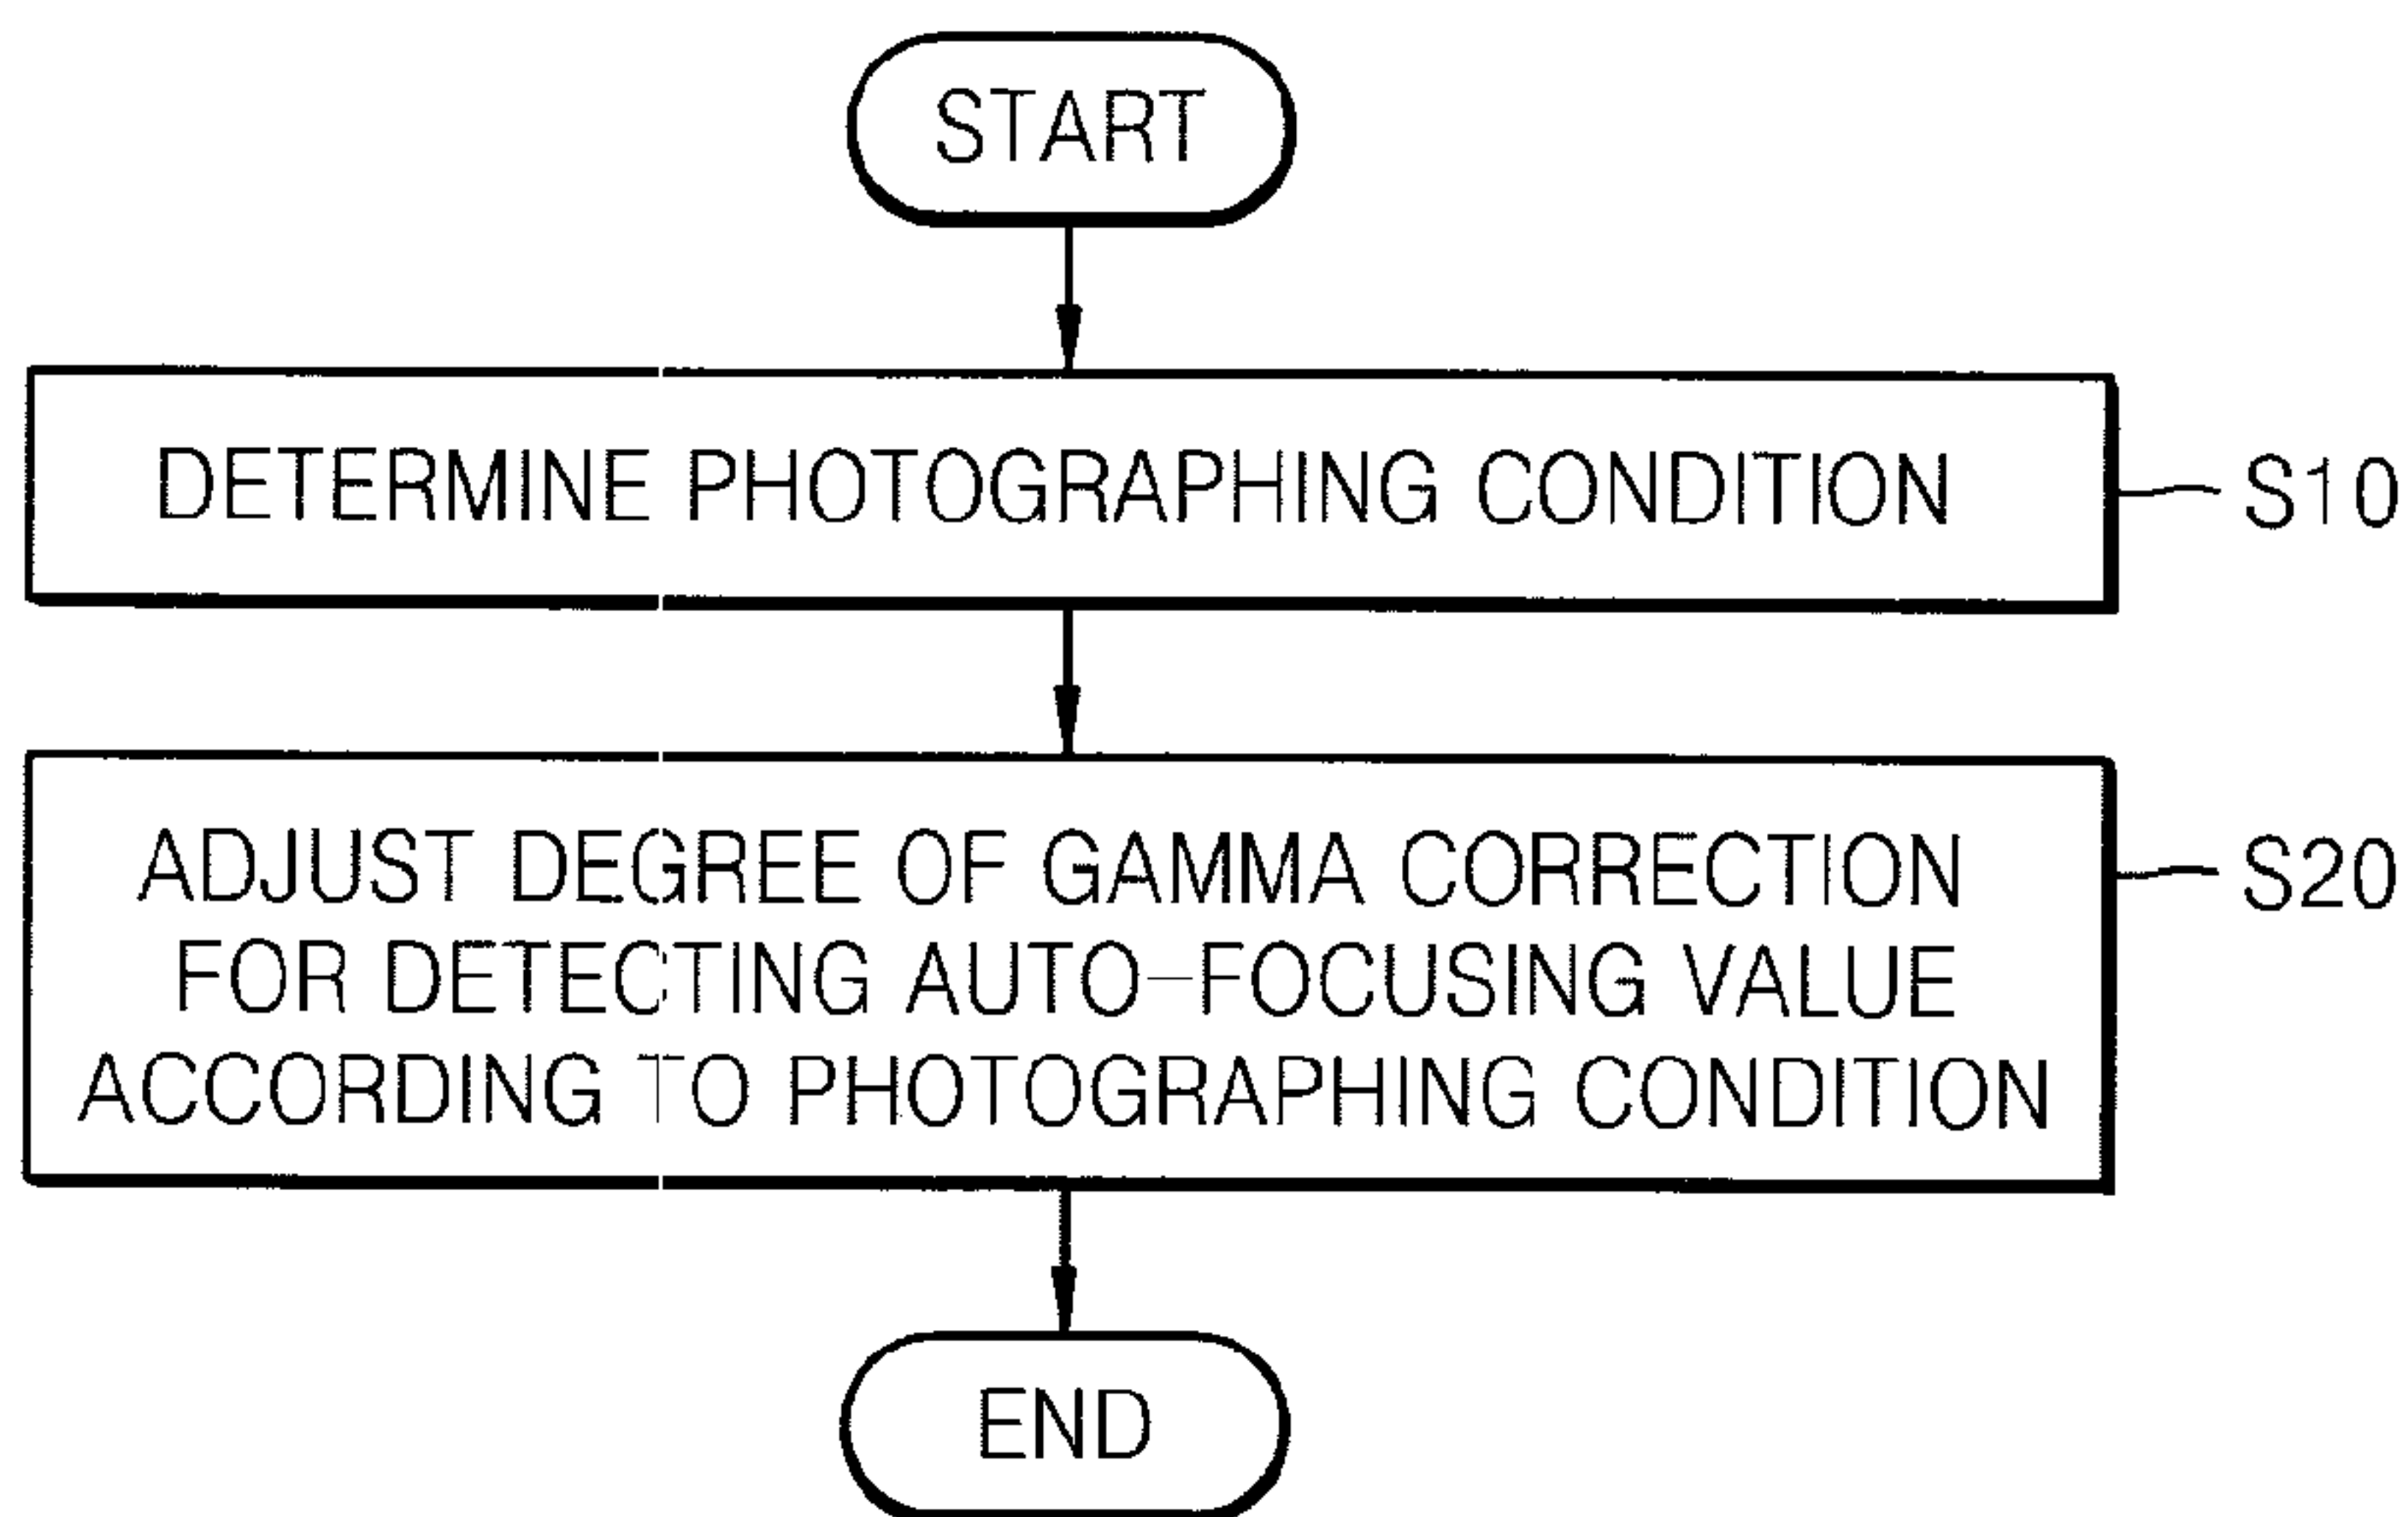 START
DETERMINE PHOTOGRAPHING CONDITION
S10
ADJUST DEGREE OF GAMMA CORRECTION
FOR DETECTING AUTO-FOCUSING VALUE
ACCORDING TO PHOTOGRAPHING CONDITION
S20
END